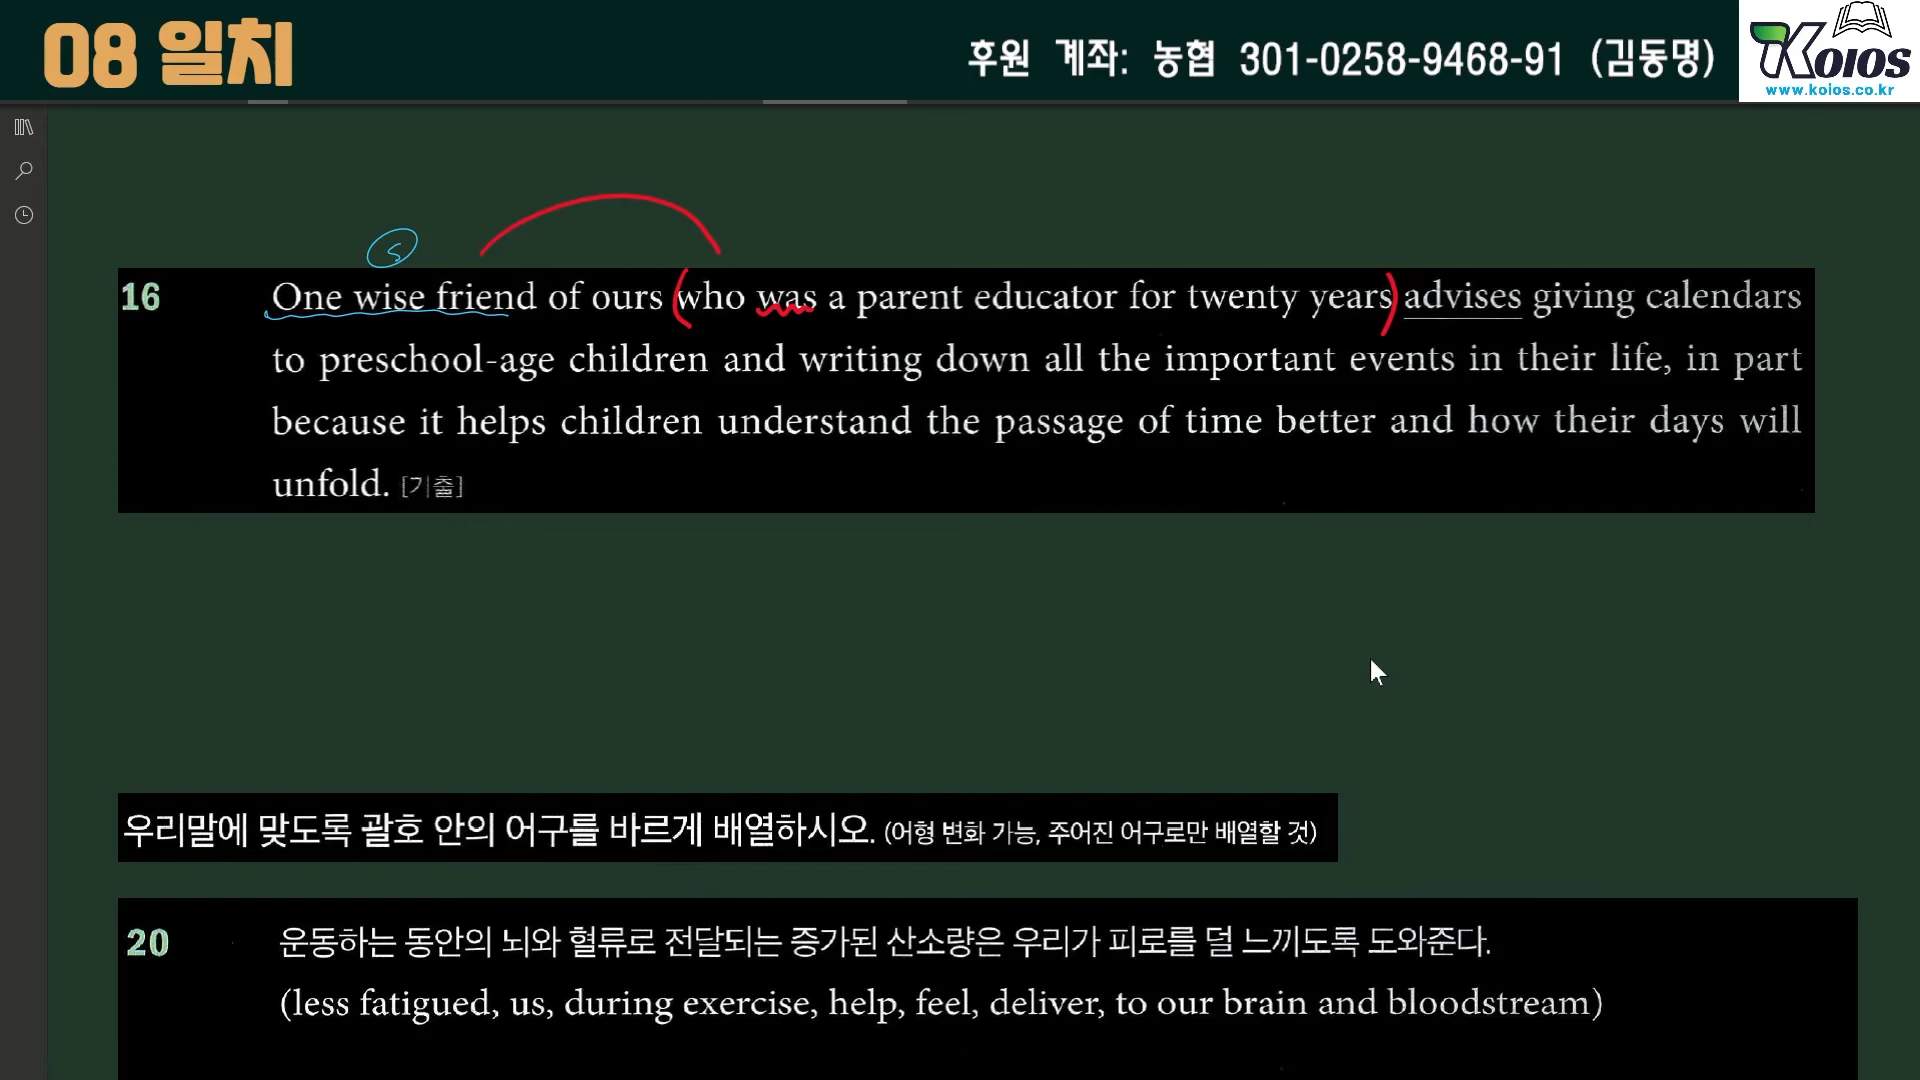 08 일치
후원 계좌: 농협 301-0258-9468-91 (김동명)
KOIOS
www.koios.co.kr
S
16 One wise friend of ours (who was a parent educator for twenty years) advises giving calendars
to preschool-age children and writing down all the important events in their life, in part
because it helps children understand the passage of time better and how their days will
unfold. [기출]
우리말에 맞도록 괄호 안의 어구를 바르게 배열하시오. (어형 변화 가능, 주어진 어구로만 배열할 것)
20 운동하는 동안의 뇌와 혈류로 전달되는 증가된 산소량은 우리가 피로를 덜 느끼도록 도와준다.
(less fatigued, us, during exercise, help, feel, deliver, to our brain and bloodstream)